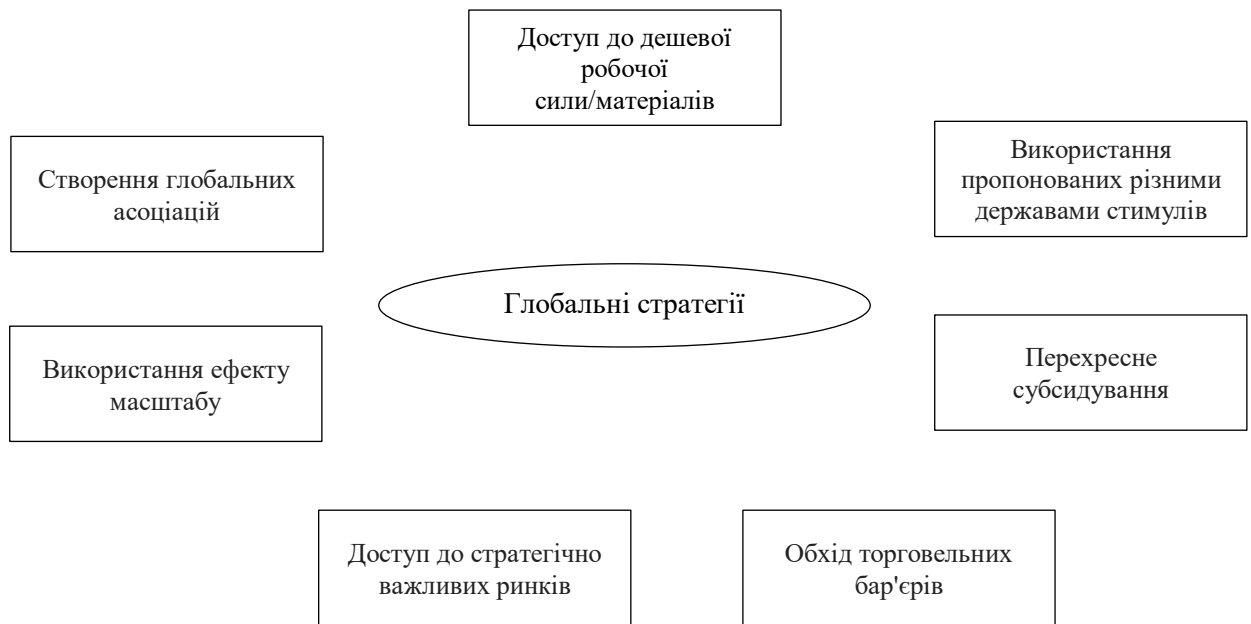 Доступ до дешевої
робочої
сили/матеріалів
Створення глобальних
асоціацій
Використання
пропонованих різними
державами стимулів
Глобальні стратегії
Використання ефекту
масштабу
Перехресне
субсидування
Доступ до стратегічно
важливих ринків
Обхід торговельних
бар'єрів